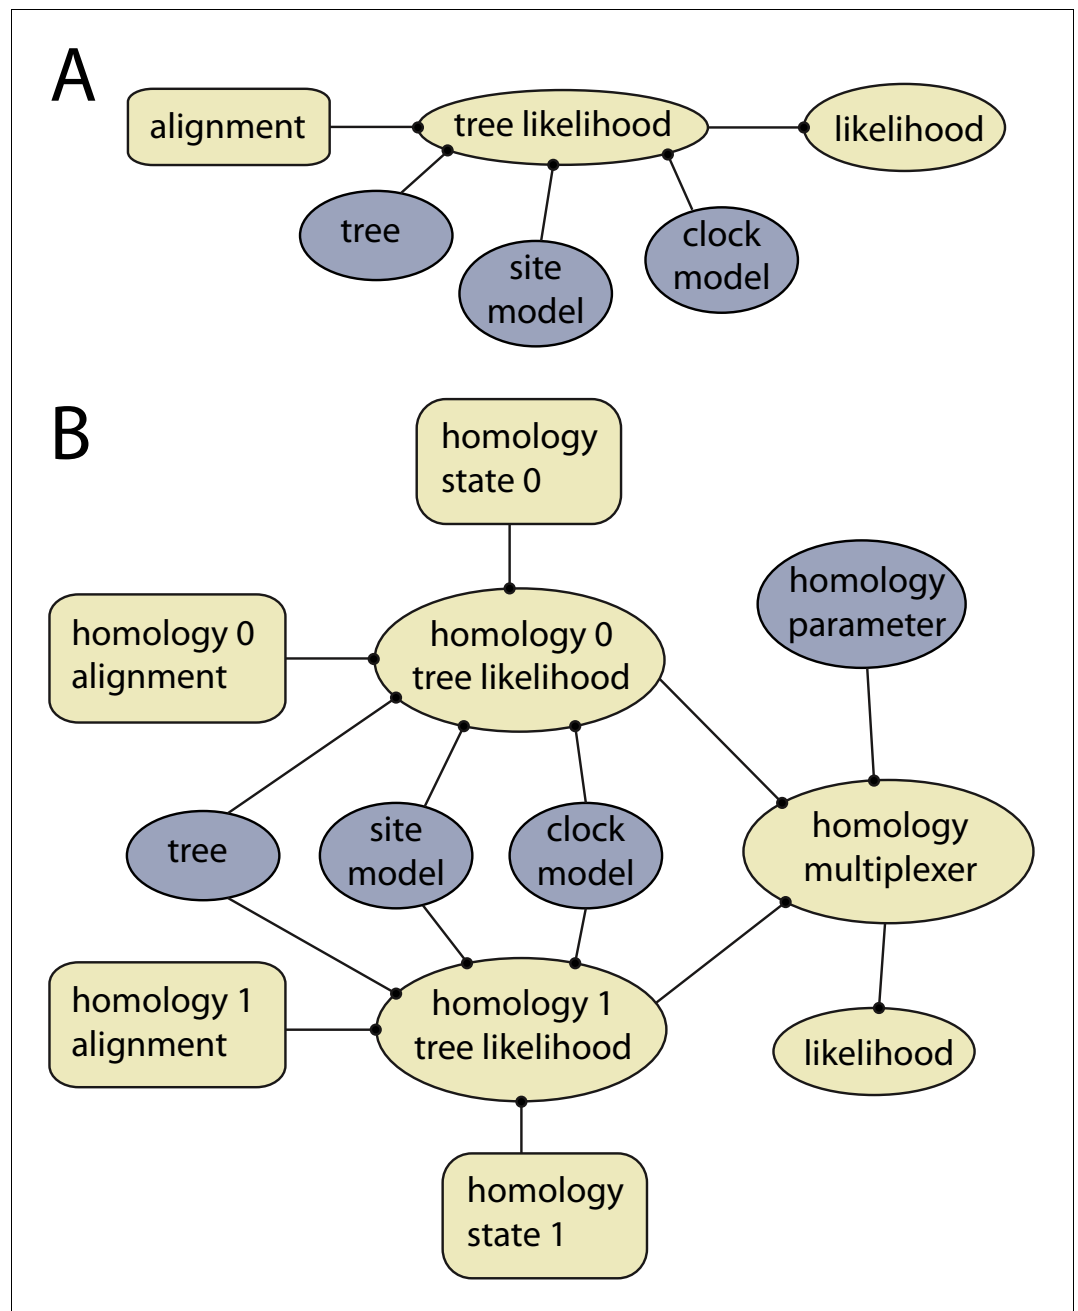 A
alignment
tree likelihood
likelihood
tree
site
model
clock
model
B
homology
state 0
homology
parameter
homology 0
alignment
homology 0
tree likelihood
tree
site
model
clock
model
homology
multiplexer
homology 1
alignment
homology 1
tree likelihood
likelihood
homology
state 1